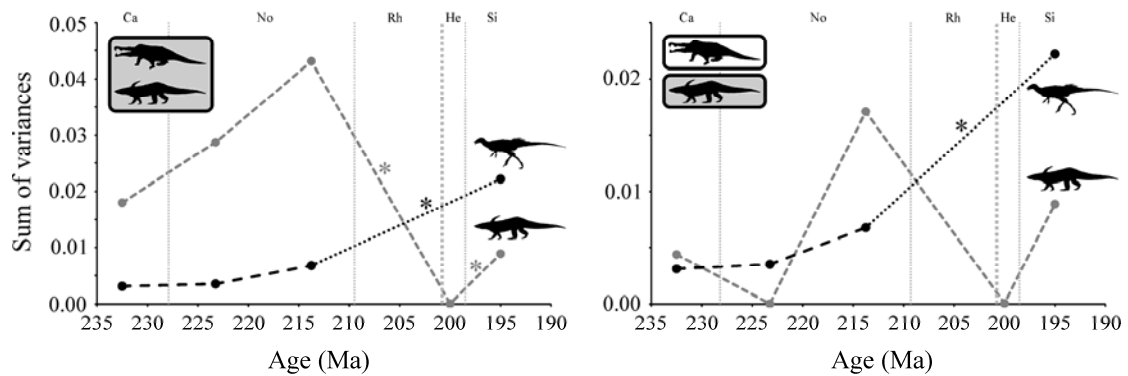 Ca No Rh He Si
0.05
0.04
0.03
0.02
0.01
0.00
Sum of variances
* * *
235 230 225 220 215 210 205 200 195 190
Age (Ma)
Ca No Rh He Si
0.02
0.01
0.00
*
235 230 225 220 215 210 205 200 195 190
Age (Ma)